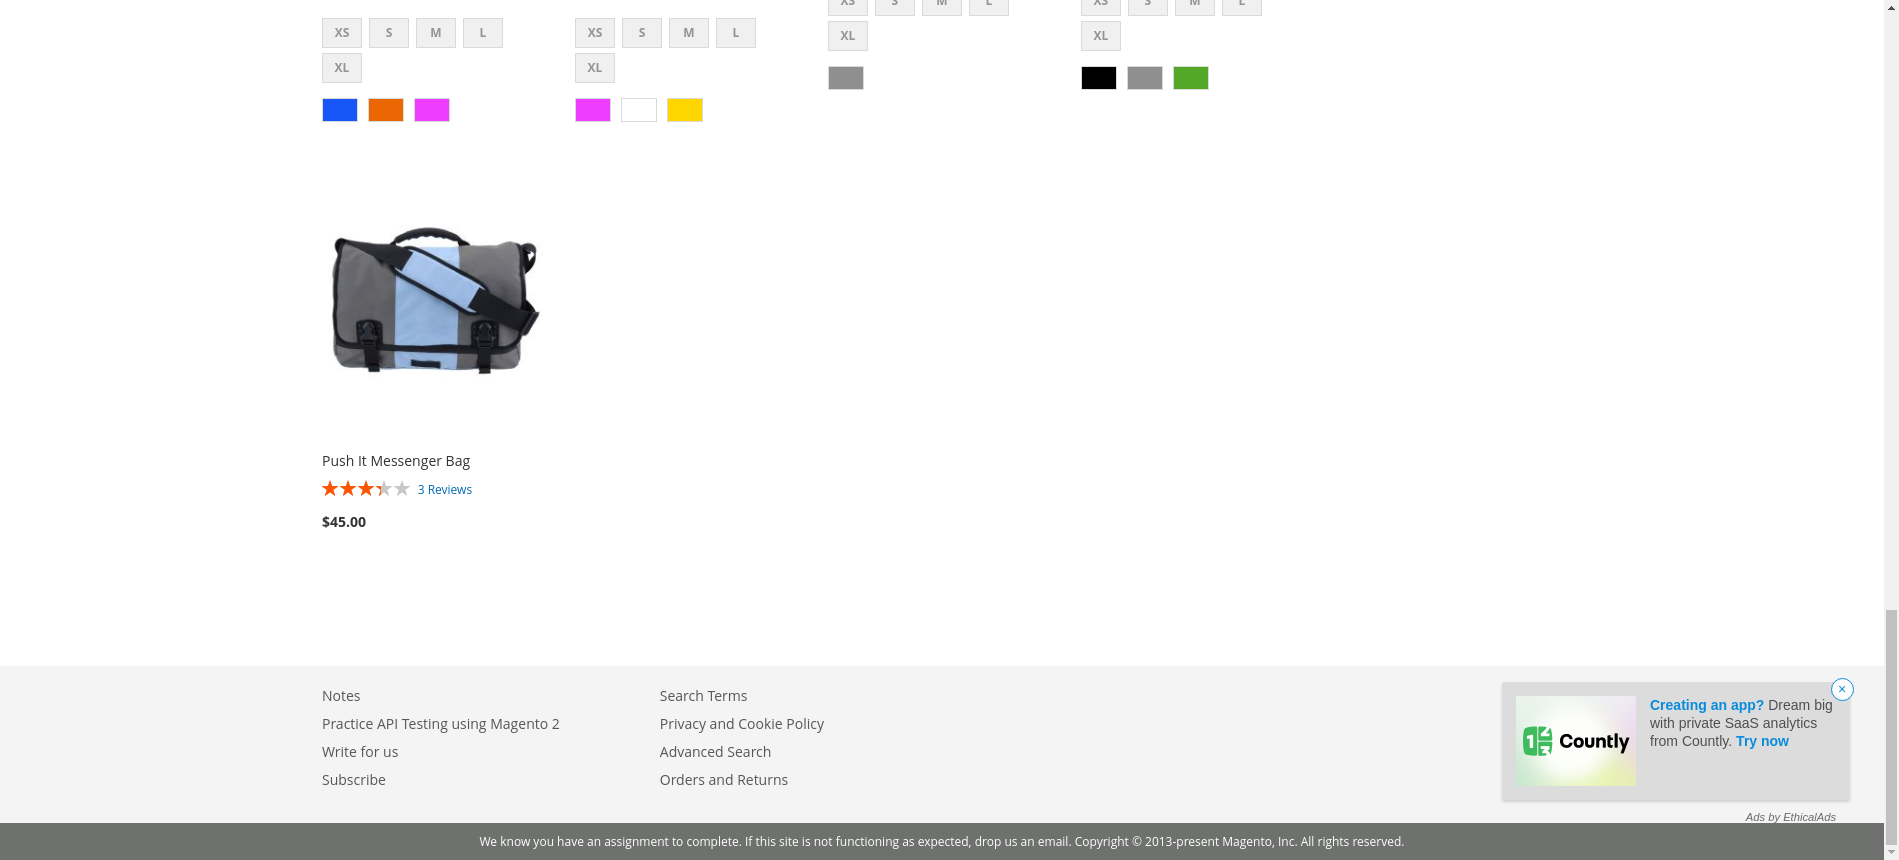 XS S M L
XS S M L
XS S M L
XS S M L
XL
XL
XL
XL
Push It Messenger Bag
3 Reviews
$45.00
Notes
Practice API Testing using Magento 2
Write for us
Subscribe
Search Terms
Privacy and Cookie Policy
Advanced Search
Orders and Returns
123 Countly
Creating an app? Dream big
with private SaaS analytics
from Countly. Try now
Ads by EthicalAds
We know you have an assignment to complete. If this site is not functioning as expected, drop us an email. Copyright © 2013-present Magento, Inc. All rights reserved.